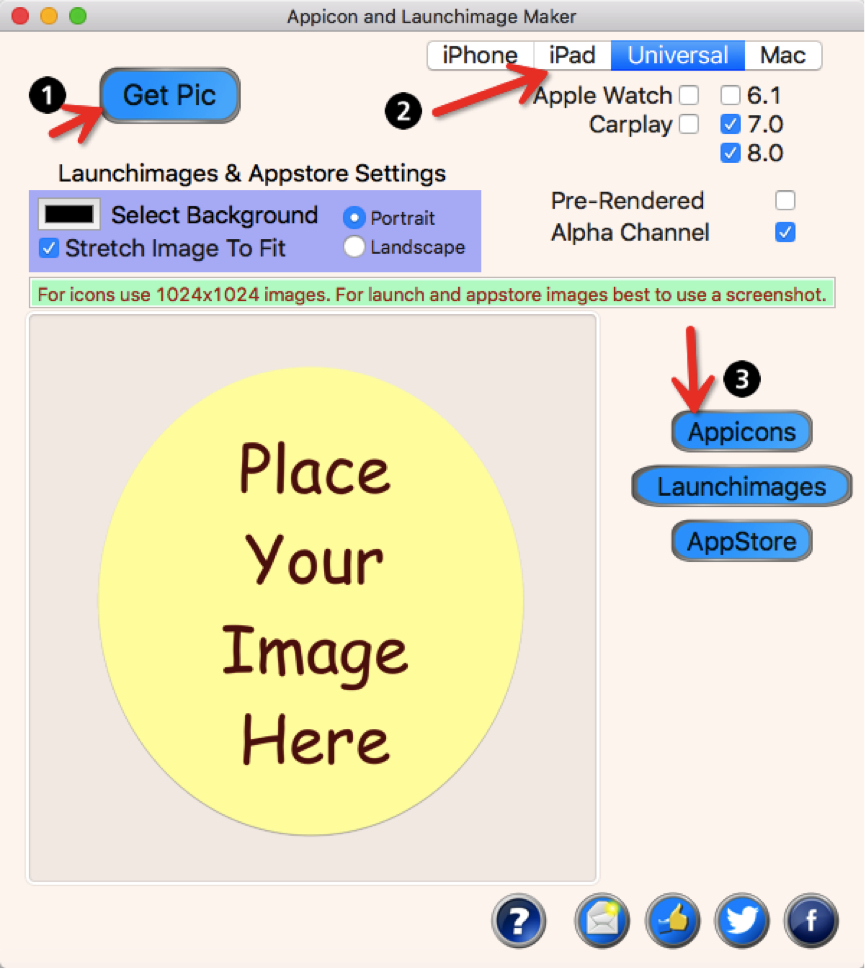 Appicon and Launchimage Maker
iPhone iPad Universal Mac
1 Get Pic
2 Apple Watch 6.1
Carplay 7.0
8.0
Launchimages & Appstore Settings
Select Background Portrait
Stretch Image To Fit Landscape
Pre-Rendered
Alpha Channel
For icons use 1024x1024 images. For launch and appstore images best to use a screenshot.
Place
Your
Image
Here
3
Appicons
Launchimages
AppStore
? f